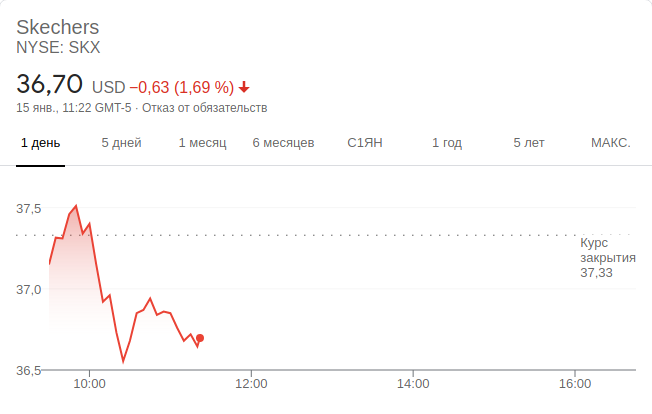 Skechers
NYSE: SKX
36,70 USD −0,63 (1,69 %)
15 янв., 11:22 GMT-5 · Отказ от обязательств
1 день 5 дней 1 месяц 6 месяцев С1ЯН 1 год 5 лет МАКС.
37,5
Курс
закрытия
37,33
37,0
36,5
10:00 12:00 14:00 16:00